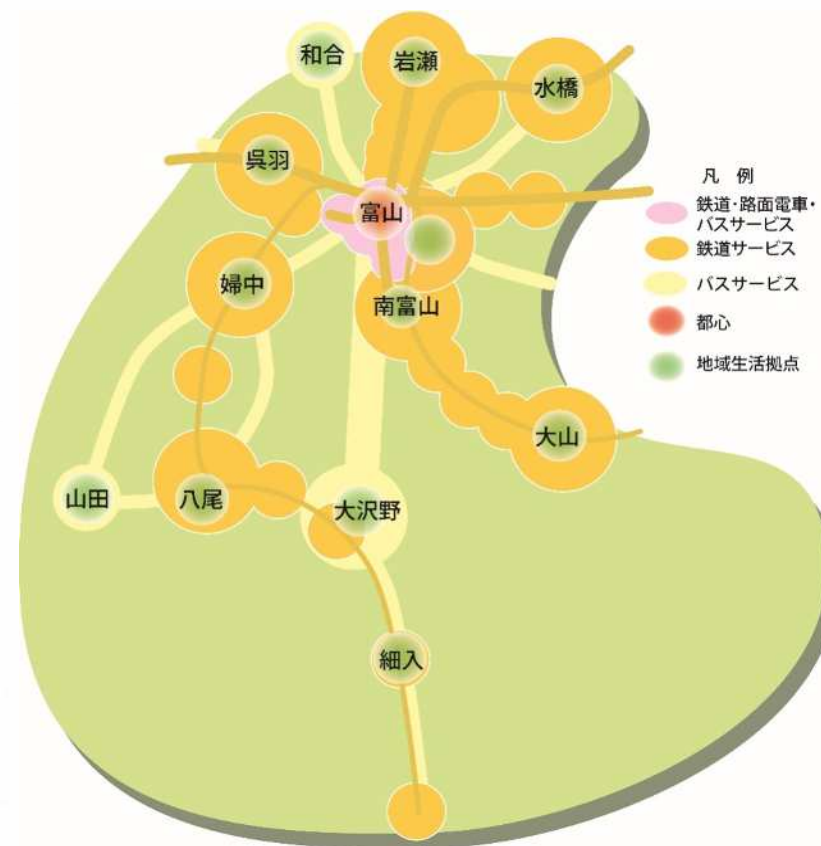 和合
岩瀬
水橋
呉羽
富山
婦中
南富山
大山
山田
八尾
大沢野
細入
凡 例
鉄道・路面電車・
バスサービス
鉄道サービス
バスサービス
都心
地域生活拠点